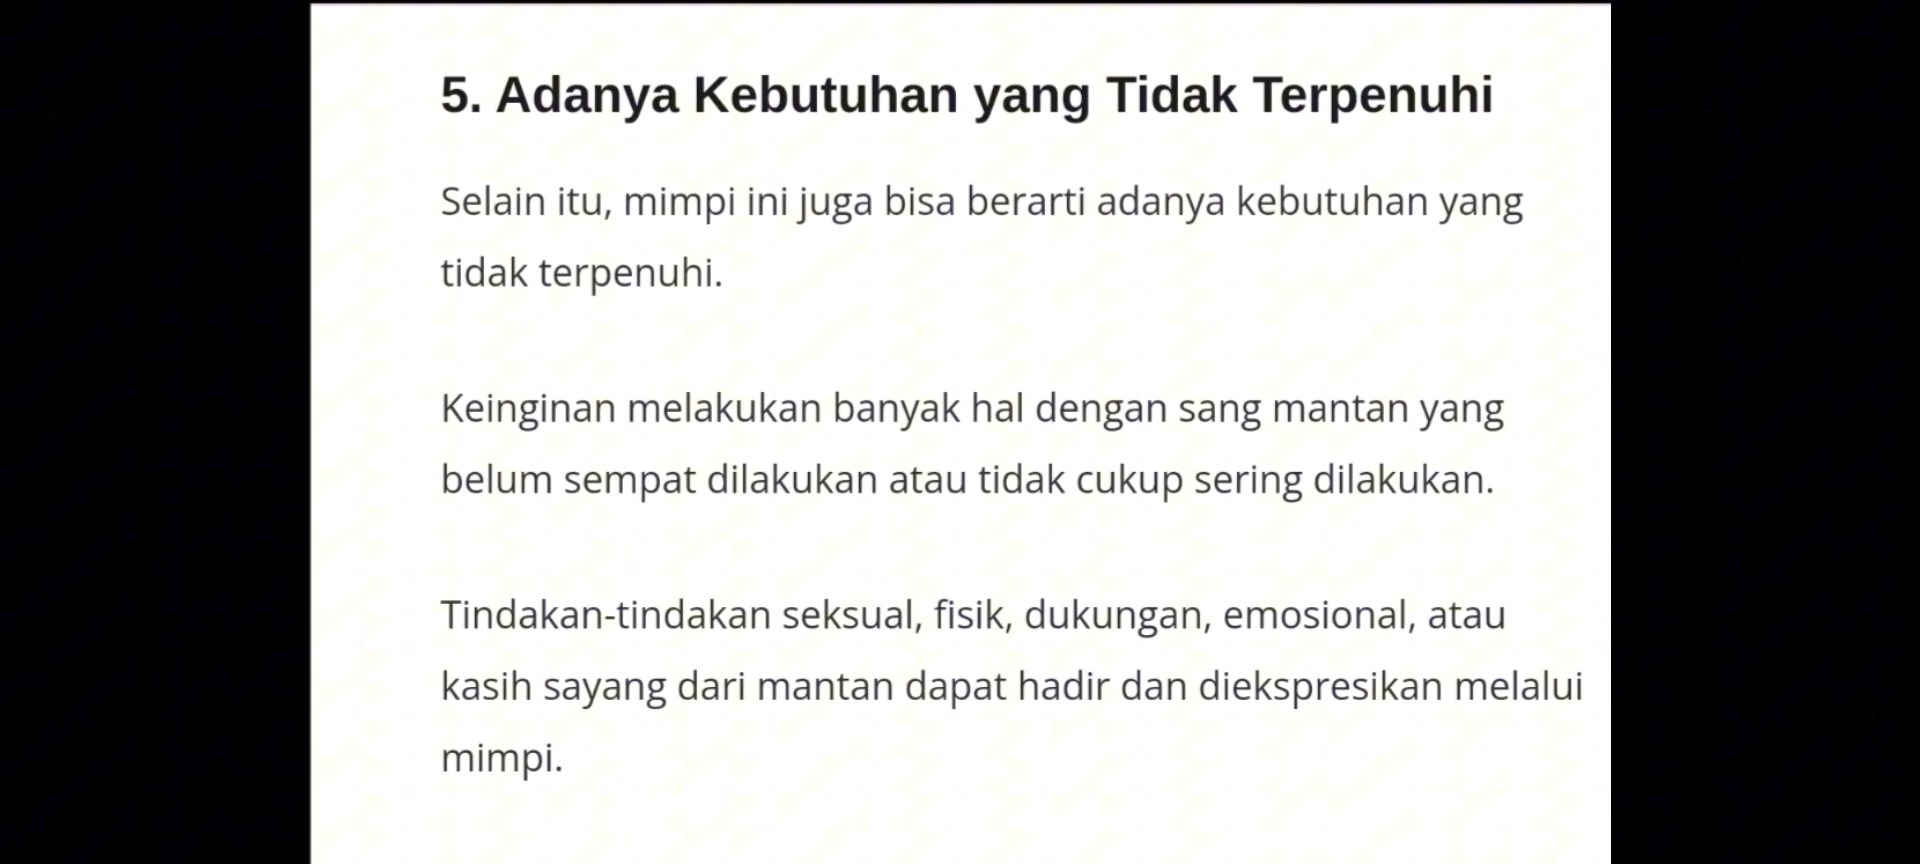 5. Adanya Kebutuhan yang Tidak Terpenuhi
Selain itu, mimpi ini juga bisa berarti adanya kebutuhan yang
tidak terpenuhi.
Keinginan melakukan banyak hal dengan sang mantan yang
belum sempat dilakukan atau tidak cukup sering dilakukan.
Tindakan-tindakan seksual, fisik, dukungan, emosional, atau
kasih sayang dari mantan dapat hadir dan diekspresikan melalui
mimpi.